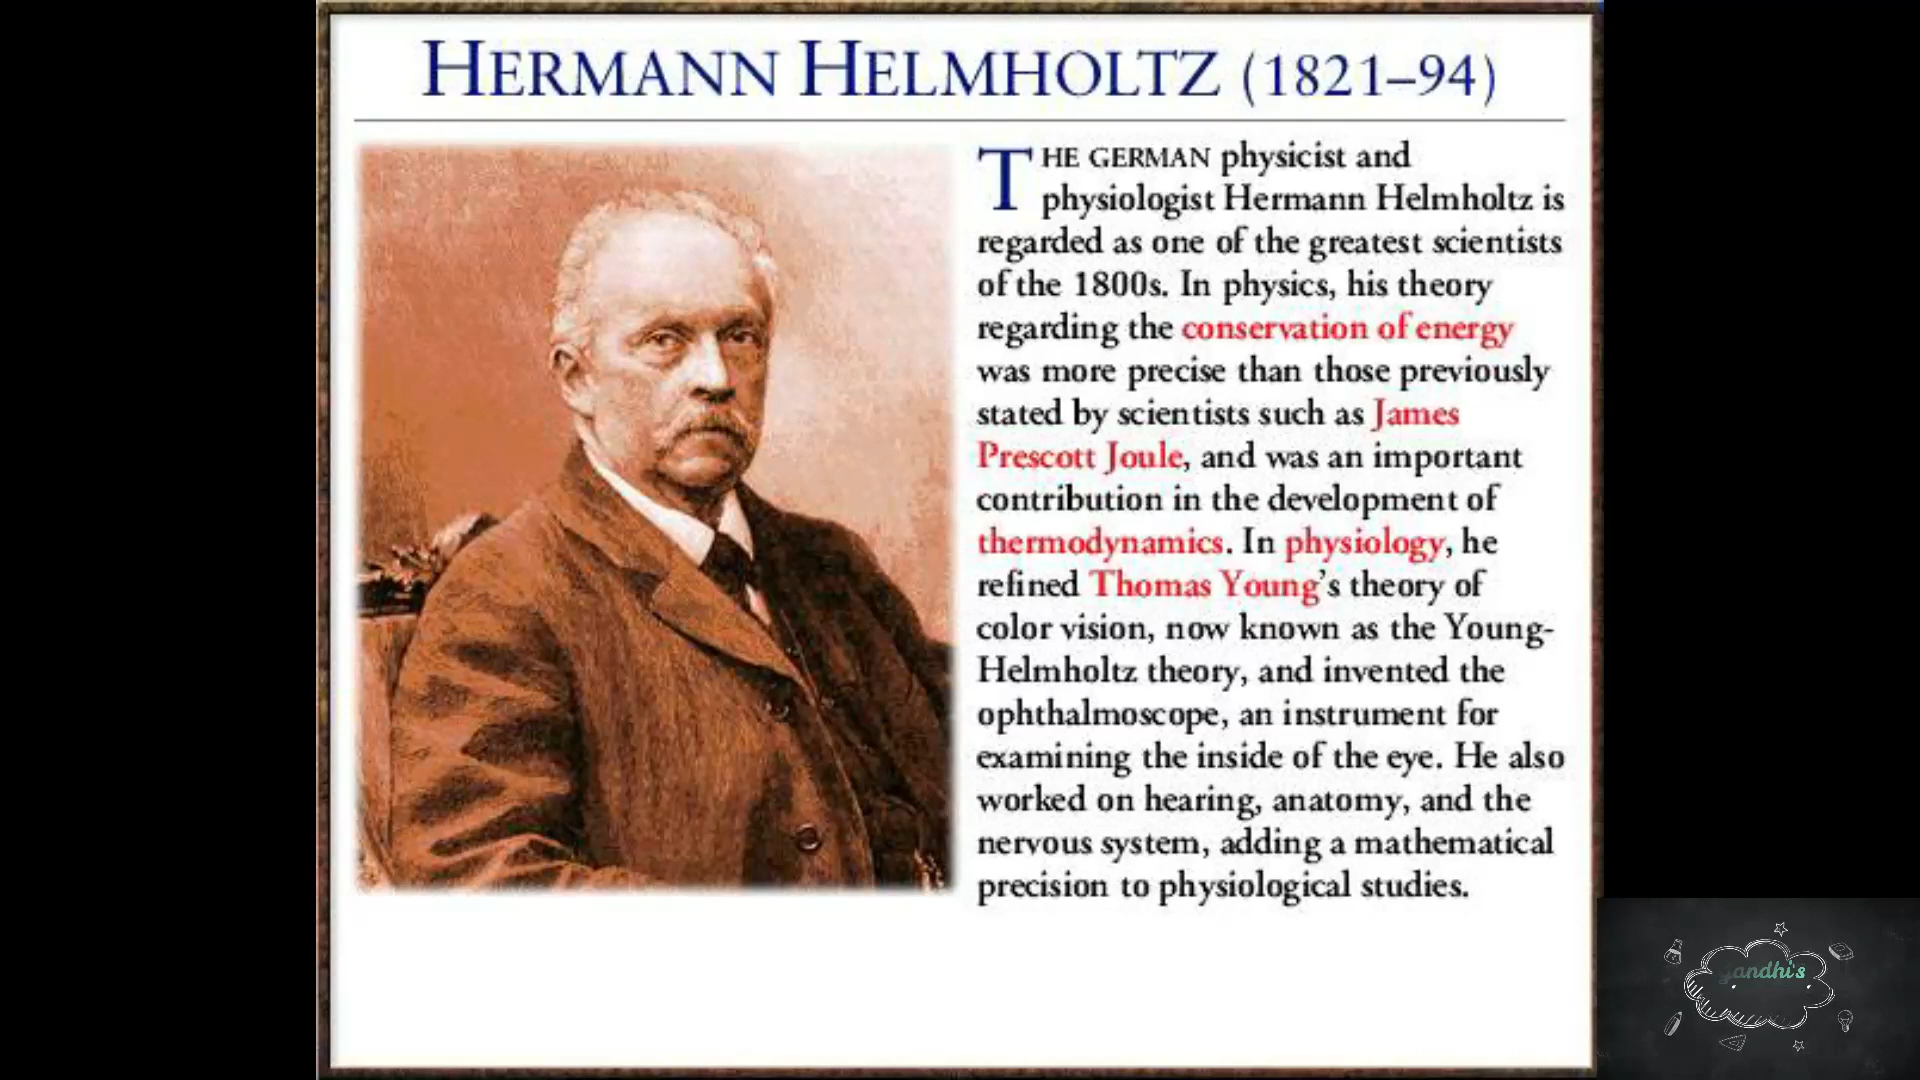 HERMANN HELMHOLTZ (1821–94)
THE GERMAN physicist and
physiologist Hermann Helmholtz is
regarded as one of the greatest scientists
of the 1800s. In physics, his theory
regarding the conservation of energy
was more precise than those previously
stated by scientists such as James
Prescott Joule, and was an important
contribution in the development of
thermodynamics. In physiology, he
refined Thomas Young's theory of
color vision, now known as the Young-
Helmholtz theory, and invented the
ophthalmoscope, an instrument for
examining the inside of the eye. He also
worked on hearing, anatomy, and the
nervous system, adding a mathematical
precision to physiological studies.
gandhi's